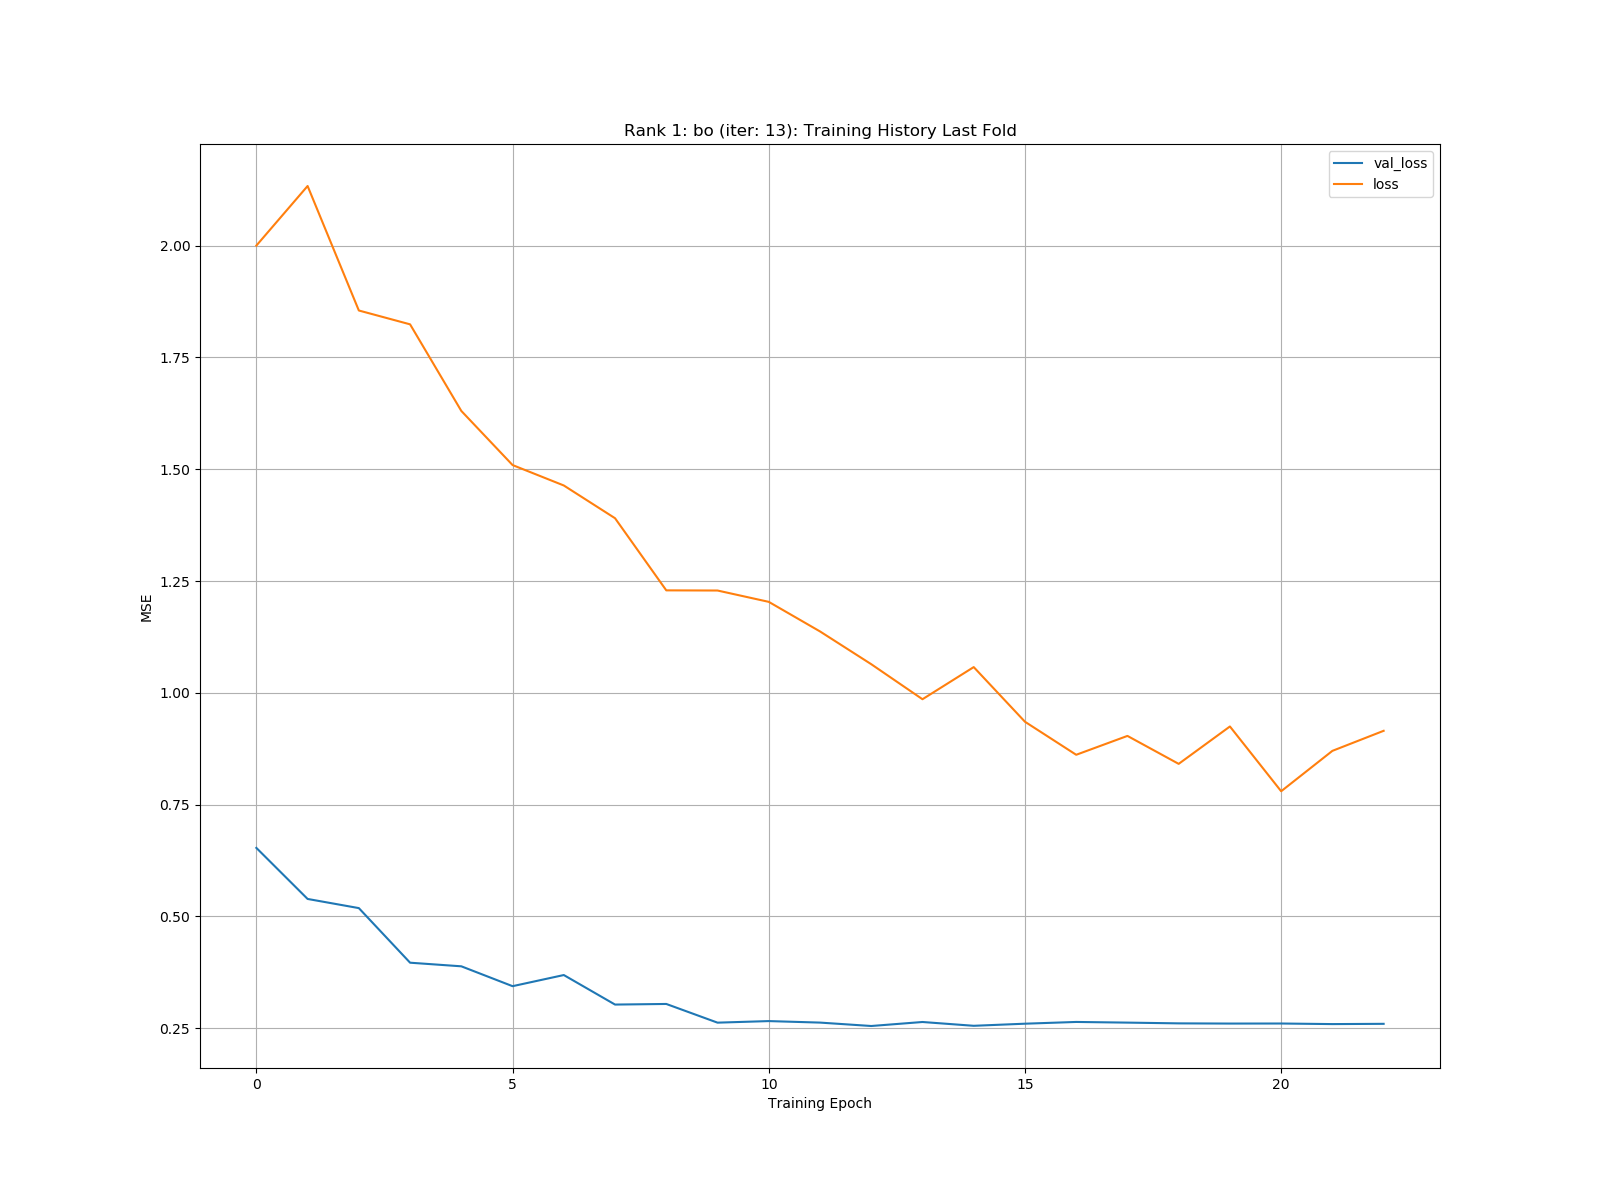 Rank 1: bo (iter: 13): Training History Last Fold
val_loss
loss
2.00
1.75
1.50
1.25
1.00
0.75
0.50
0.25
MSE
0 5 10 15 20
Training Epoch